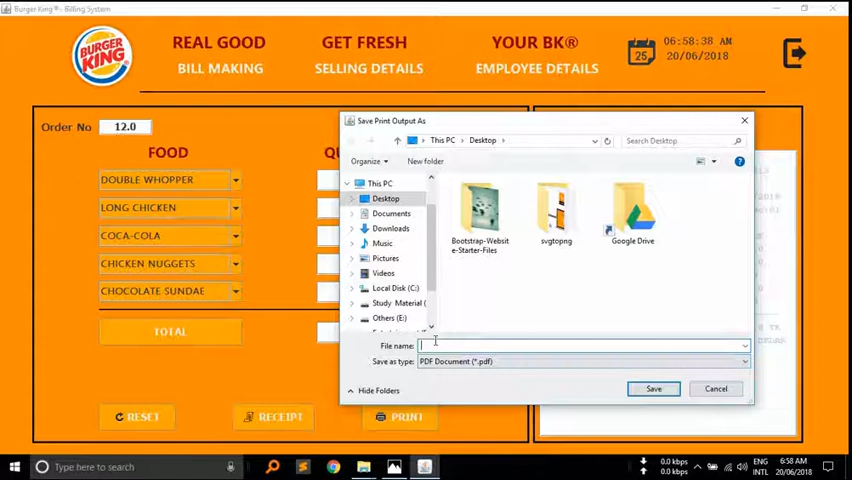 Burger King® - Billing System
BURGER KING
REAL GOOD
GET FRESH
YOUR BK®
BILL MAKING
SELLING DETAILS
EMPLOYEE DETAILS
25
06:58:38 AM
20/06/2018
Order No 12.0
FOOD
DOUBLE WHOPPER
LONG CHICKEN
COCA-COLA
CHICKEN NUGGETS
CHOCOLATE SUNDAE
TOTAL
RESET
RECEIPT
PRINT
Save Print Output As
This PC
Desktop
Search Desktop
Organize
New folder
This PC
Desktop
Documents
Downloads
Music
Pictures
Videos
Local Disk (C:)
Study Material (
Others (E:)
Bootstrap-Websit
e-Starter-Files
svgtopng
Google Drive
File name:
Save as type: PDF Document (*.pdf)
Hide Folders
Save
Cancel
Type here to search
0.0 kbps
0.0 kbps
ENG
INTL
6:58 AM
20/06/2018